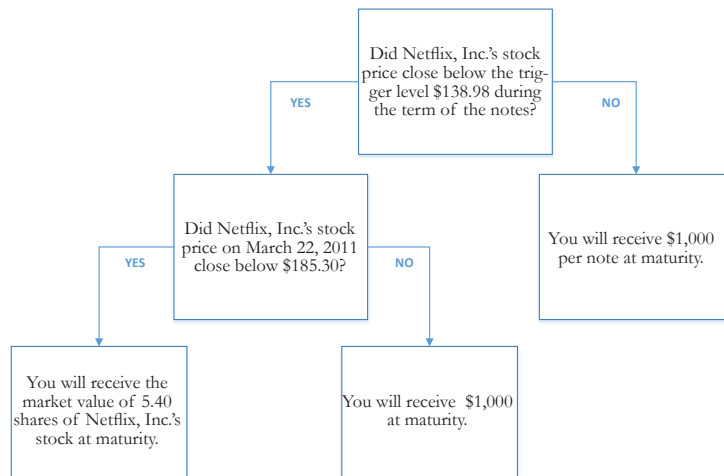 Did Netflix, Inc.'s stock
price close below the trig-
ger level $138.98 during
the term of the notes?
YES
NO
Did Netflix, Inc.'s stock
price on March 22, 2011
close below $185.30?
You will receive $1,000
per note at maturity.
YES
NO
You will receive the
market value of 5.40
shares of Netflix, Inc.'s
stock at maturity.
You will receive $1,000
at maturity.